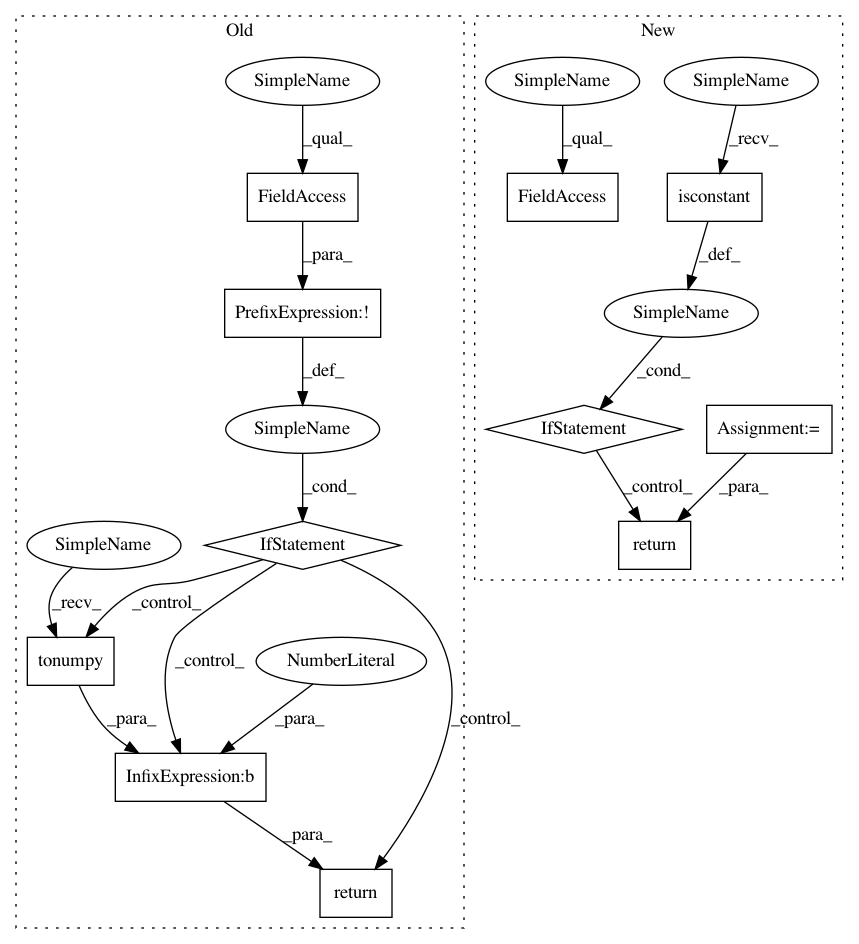 Old
New
SimpleName
SimpleName
SimpleName
_qual_
_qual_
_recv_
FieldAccess
FieldAccess
isconstant
_para_
_def_
PrefixExpression:!
SimpleName
_def_
_cond_
SimpleName
IfStatement
Assignment:=
_cond_
_control_
_para_
SimpleName
IfStatement
return
_recv_
_control_
tonumpy
_control_
NumberLiteral
_para_
_para_
_control_
InfixExpression:b
_para_
return